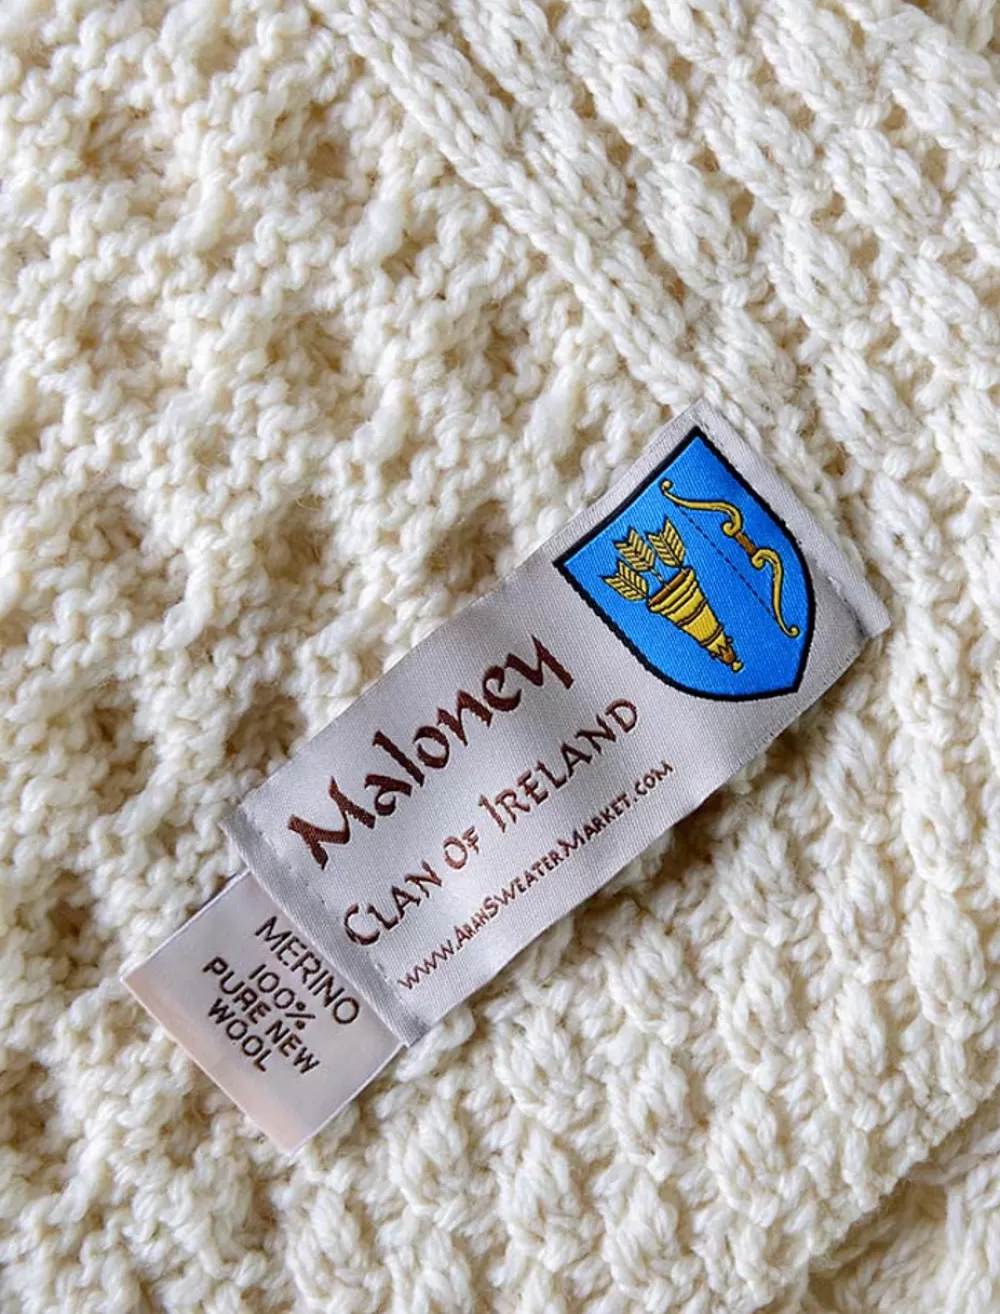 Maloney
Clan Of Ireland
www.AranSweaterMarket.com
MERINO
100%
PURE NEW
WOOL